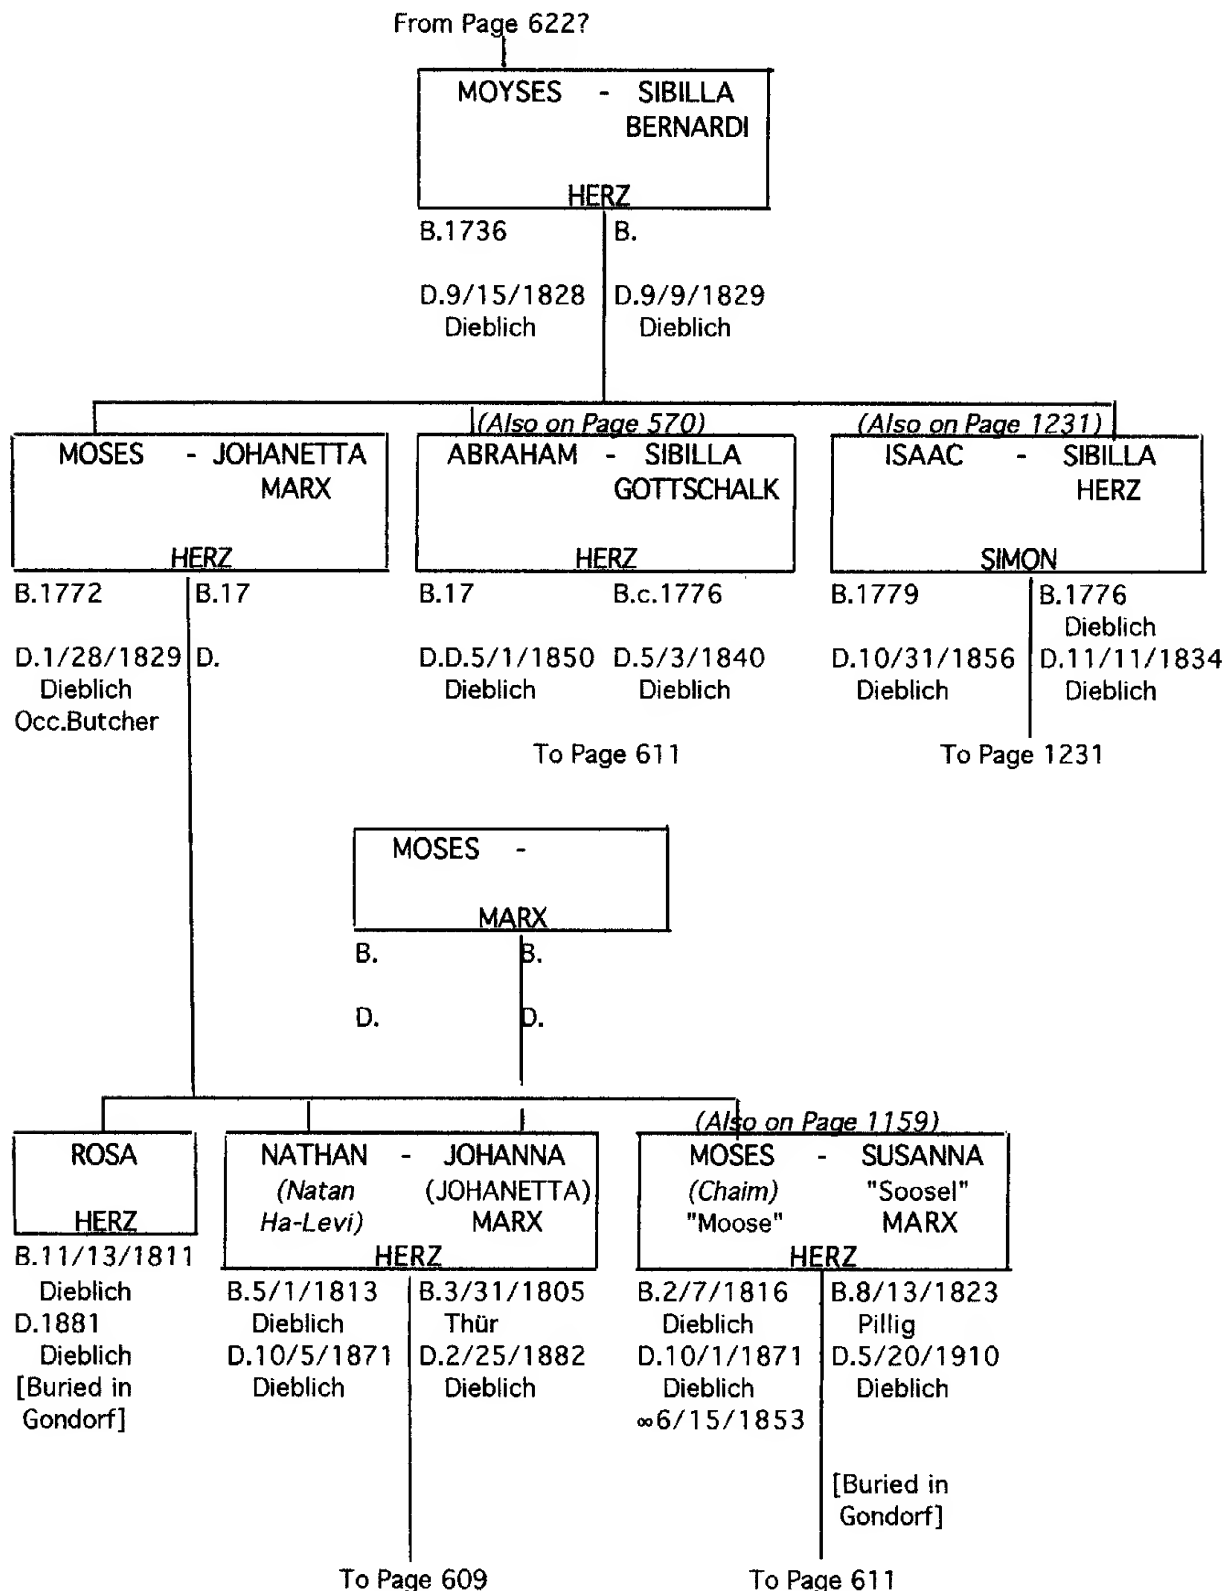 From Page 622?
MOYSES - SIBILLA
BERNARDI
HERZ
B.1736 B.
D.9/15/1828 D.9/9/1829
Dieblich Dieblich
(Also on Page 570) (Also on Page 1231)
MOSES - JOHANETTA
MARX
HERZ
B.1772 B.17
D.1/28/1829 D.
Dieblich
Occ.Butcher
ABRAHAM - SIBILLA
GOTTSCHALK
HERZ
B.17 B.c.1776
D.D.5/1/1850 D.5/3/1840
Dieblich Dieblich
To Page 611
ISAAC - SIBILLA
HERZ
SIMON
B.1779 B.1776
Dieblich
D.10/31/1856 D.11/11/1834
Dieblich Dieblich
To Page 1231
MOSES -
MARX
B. B.
D. D.
ROSA
HERZ
B.11/13/1811
Dieblich
D.1881
Dieblich
[Buried in
Gondorf]
NATHAN - JOHANNA
(Natan (JOHANETTA)
Ha-Levi) MARX
HERZ
B.5/1/1813 B.3/31/1805
Dieblich Thür
D.10/5/1871 D.2/25/1882
Dieblich Dieblich
To Page 609
(Also on Page 1159)
MOSES - SUSANNA
(Chaim) "Soosel"
"Moose" MARX
HERZ
B.2/7/1816 B.8/13/1823
Dieblich Pillig
D.10/1/1871 D.5/20/1910
Dieblich Dieblich
∞6/15/1853
[Buried in
Gondorf]
To Page 611